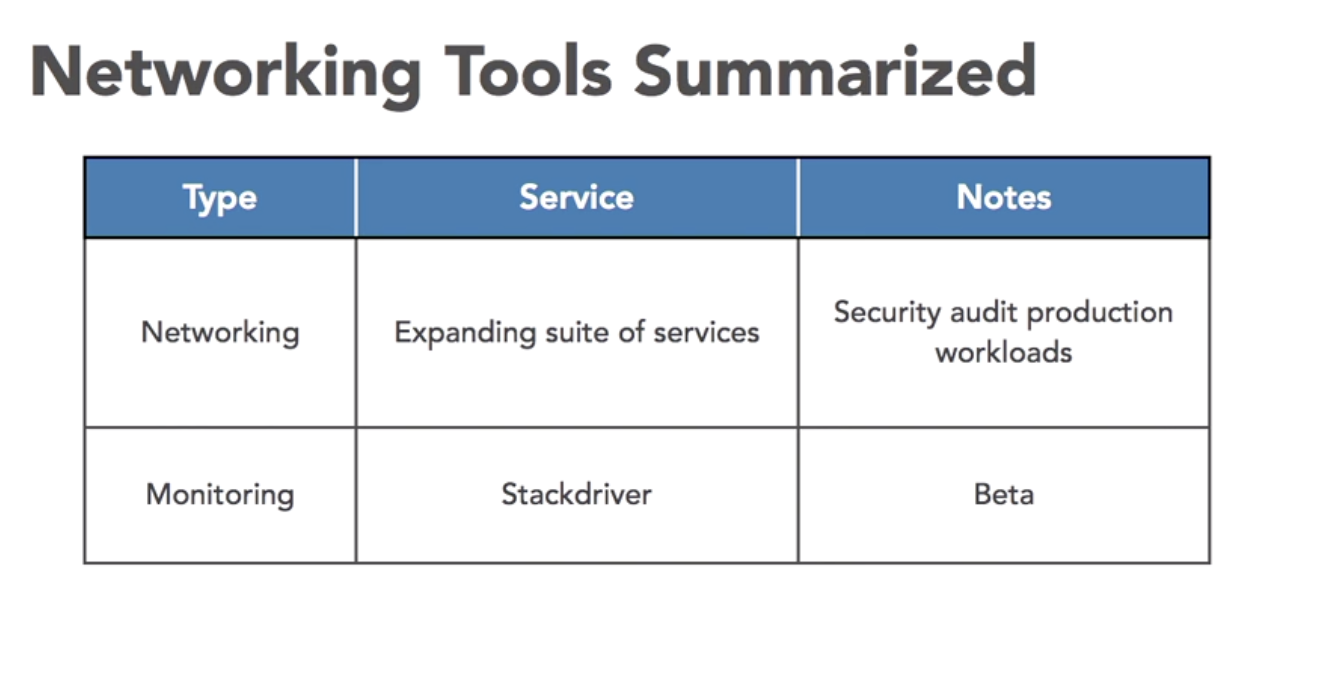 Networking Tools Summarized
Type
Service
Notes
Networking
Expanding suite of services
Security audit production
workloads
Monitoring
Stackdriver
Beta